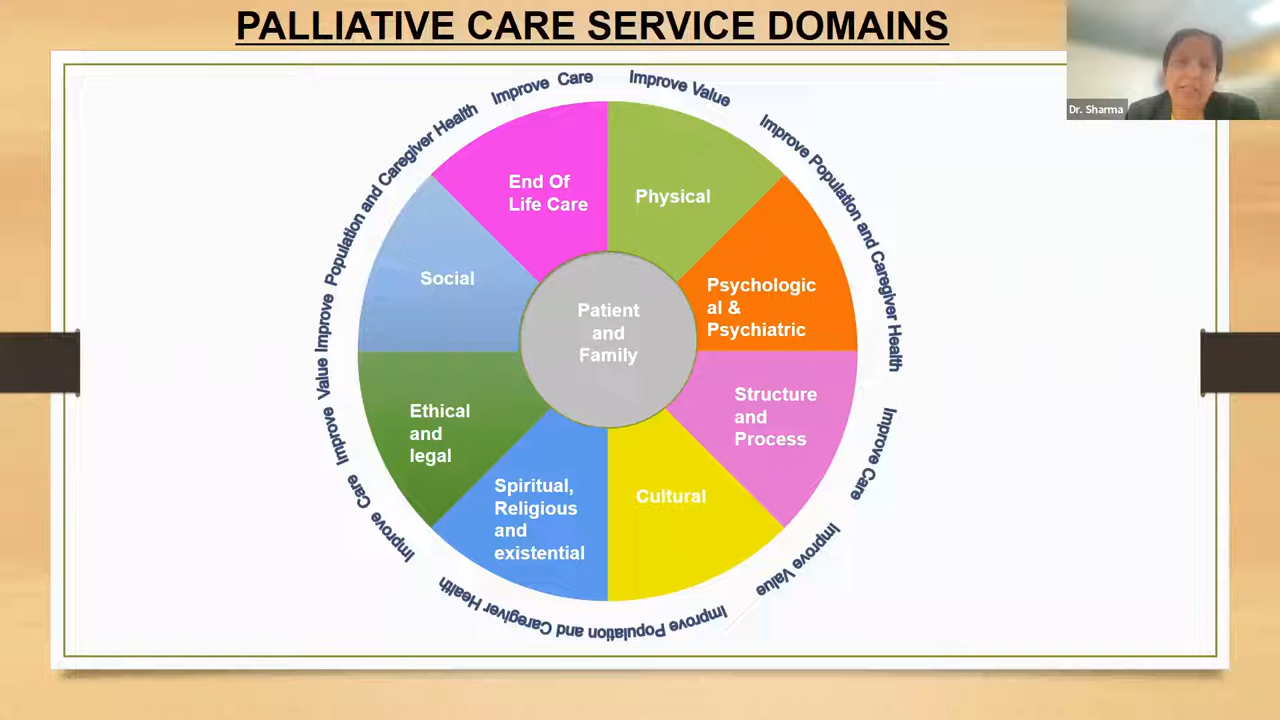 PALLIATIVE CARE SERVICE DOMAINS
Dr. Sharma
Improve Care
Improve Value
Improve Population and Caregiver Health
Improve Care
Improve Value
Improve Population and Caregiver Health
Improve Care
Improve Value
Improve Population and Caregiver Health
End Of
Life Care
Physical
Psychologic
al &
Psychiatric
Structure
and
Process
Cultural
Spiritual,
Religious
and
existential
Ethical
and
legal
Social
Patient
and
Family